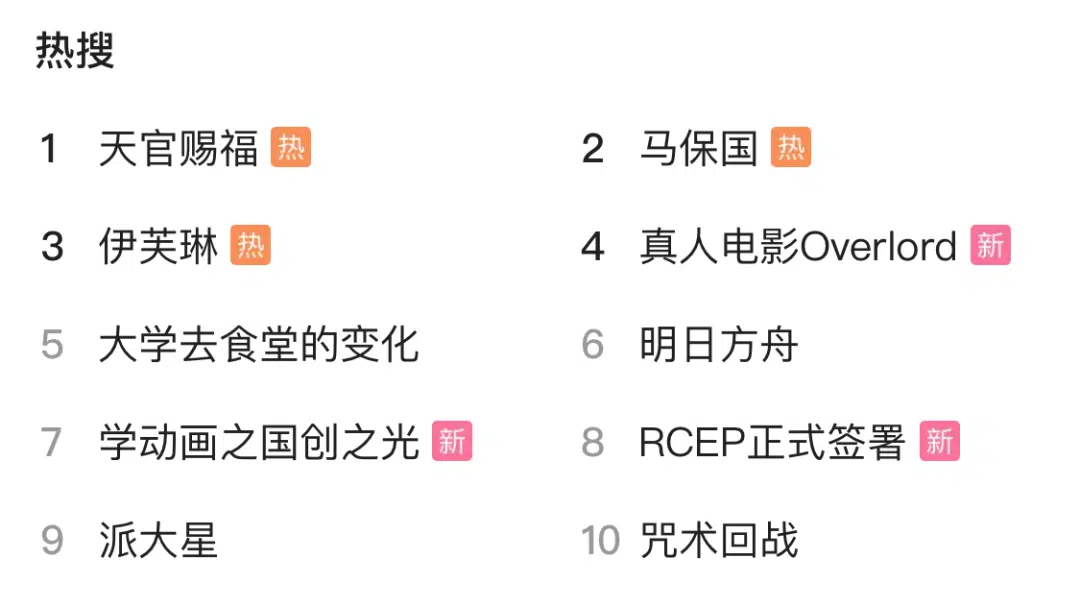 热搜
1 天官赐福 热
2 马保国 热
3 伊芙琳 热
4 真人电影Overlord 新
5 大学去食堂的变化
6 明日方舟
7 学动画之国创之光 新
8 RCEP正式签署 新
9 派大星
10 咒术回战